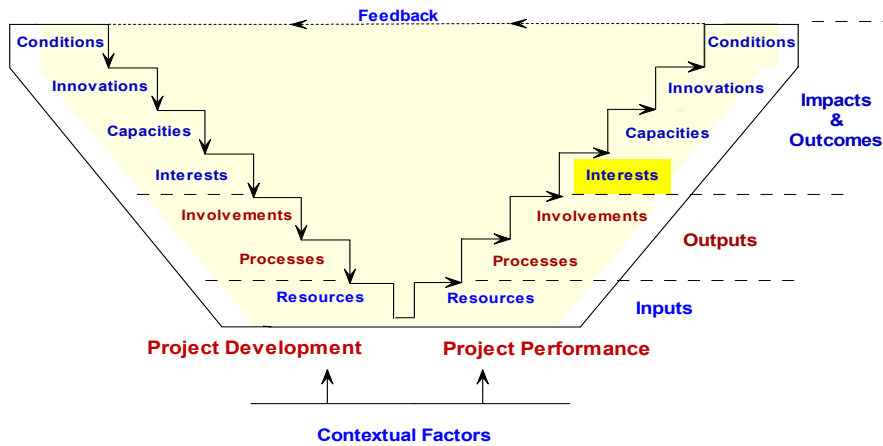 Feedback
Conditions
Conditions
Innovations
Innovations
Impacts
&
Outcomes
Capacities
Capacities
Interests
Interests
Involvements
Involvements
Outputs
Processes
Processes
Resources
Resources
Inputs
Project Development
Project Performance
Contextual Factors